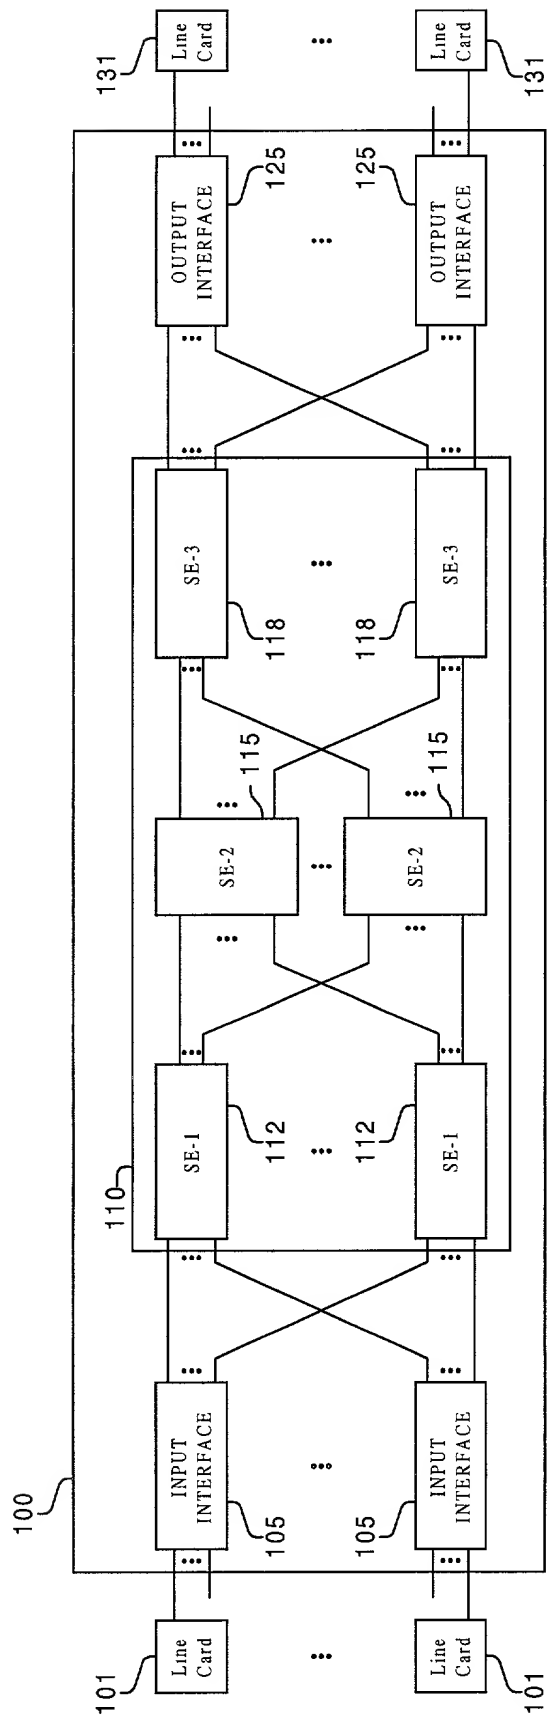 100
110
101
Line
Card
105
INPUT
INTERFACE
112
SE-1
115
SE-2
118
SE-3
125
OUTPUT
INTERFACE
131
Line
Card
101
Line
Card
105
INPUT
INTERFACE
112
SE-1
115
SE-2
118
SE-3
125
OUTPUT
INTERFACE
131
Line
Card